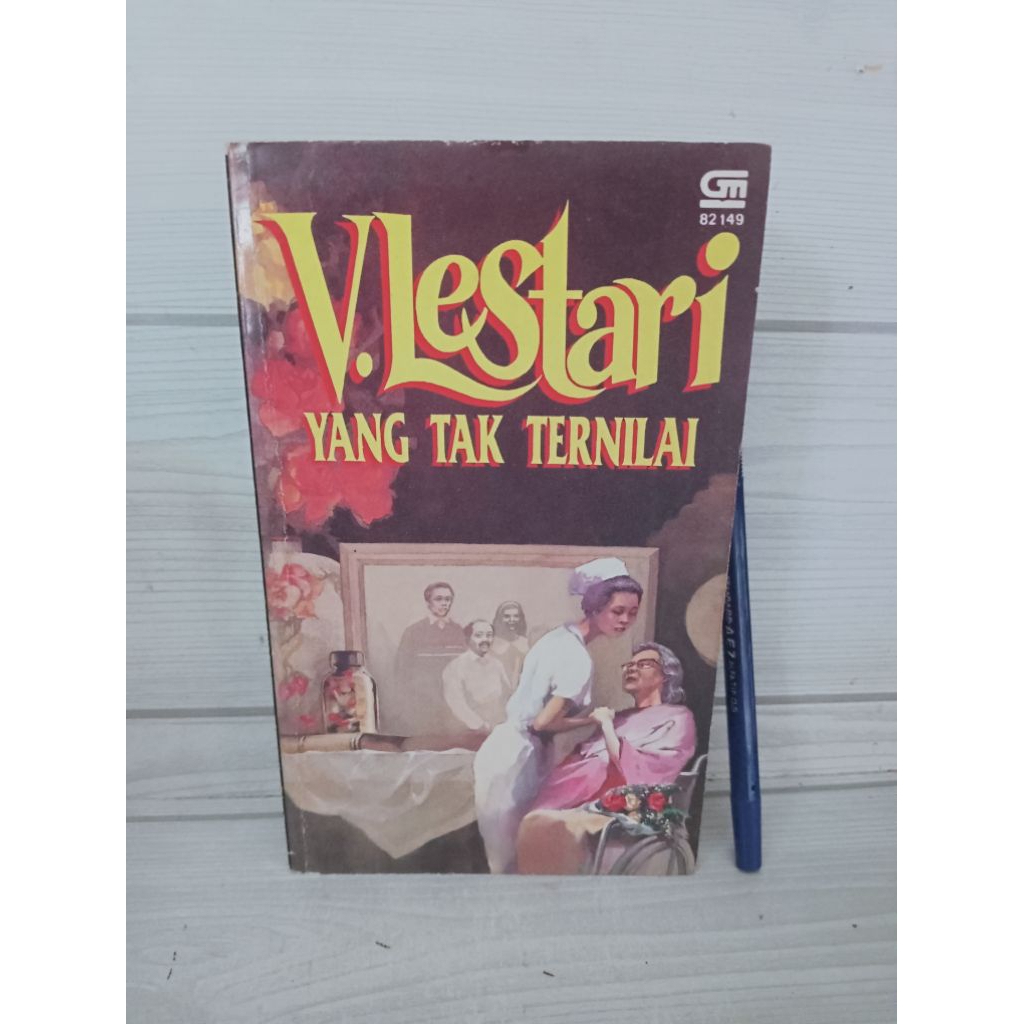 GM
82149
V. Lestari
YANG TAK TERNILAI